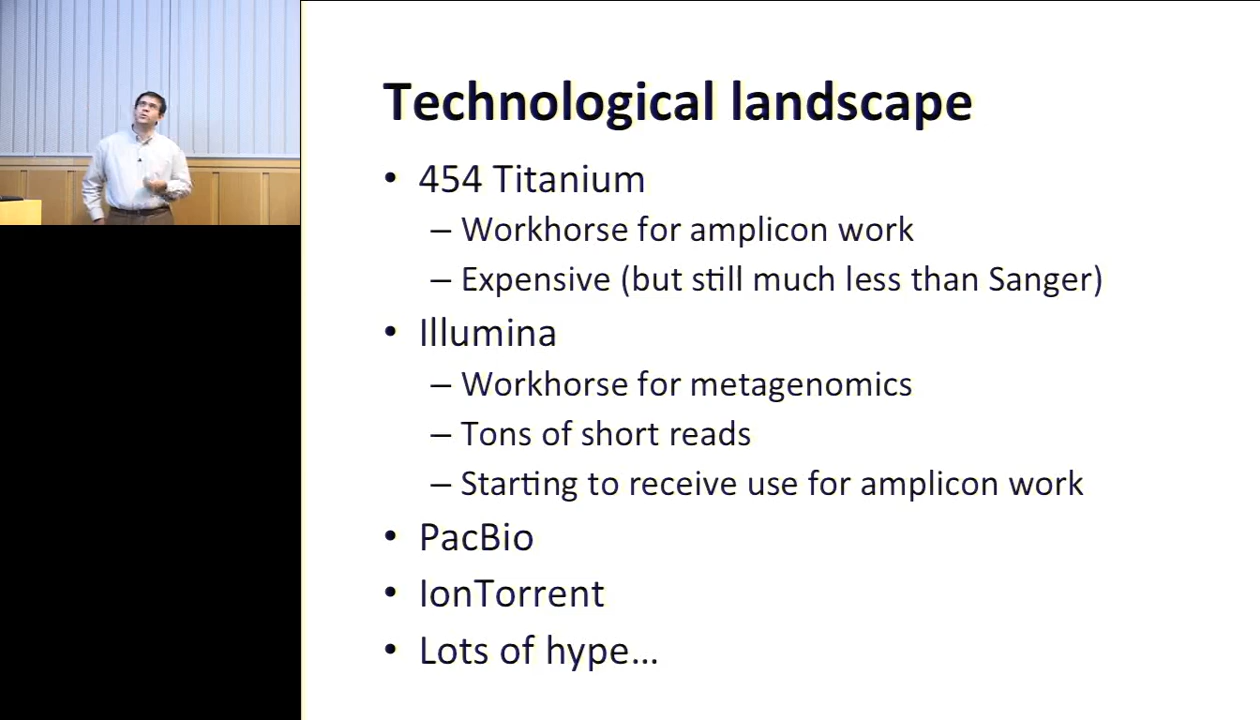 Technological landscape
• 454 Titanium
– Workhorse for amplicon work
– Expensive (but still much less than Sanger)
• Illumina
– Workhorse for metagenomics
– Tons of short reads
– Starting to receive use for amplicon work
• PacBio
• IonTorrent
• Lots of hype...